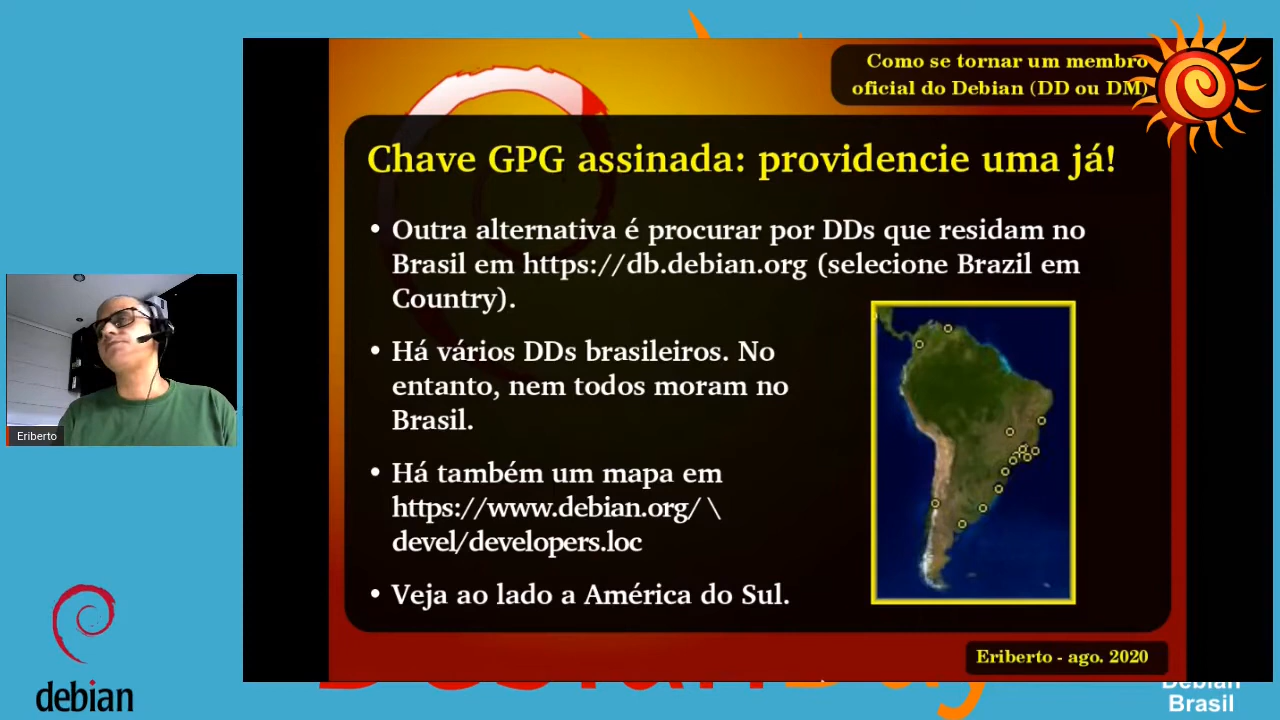 Como se tornar um membro
oficial do Debian (DD ou DM)
Chave GPG assinada: providencie uma já!
• Outra alternativa é procurar por DDs que residam no
Brasil em https://db.debian.org (selecione Brazil em
Country).
• Há vários DDs brasileiros. No
entanto, nem todos moram no
Brasil.
• Há também um mapa em
https://www.debian.org/ \
devel/developers.loc
• Veja ao lado a América do Sul.
Eriberto - ago. 2020
Eriberto
debian
Debian
Brasil